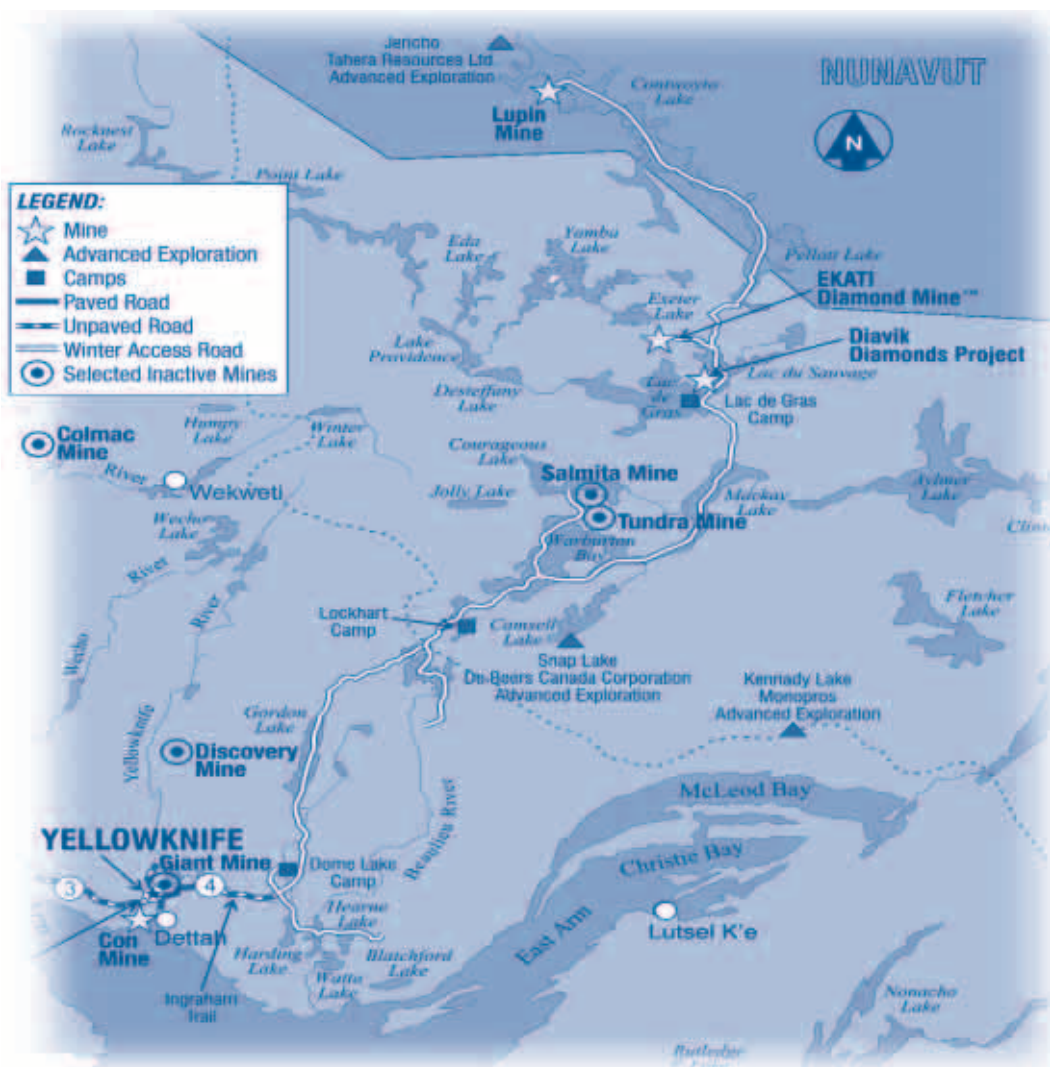 Jericho
Tahera Resources Ltd
Advanced Exploration
NUNAVUT
N
Contwoyto
Lake
Lupin
Mine
Rocknest
Lake
Point Lake
LEGEND:
Mine
Advanced Exploration
Camps
Paved Road
Unpaved Road
Winter Access Road
Selected Inactive Mines
Eda
Lake
Yamba
Lake
Pellatt Lake
EKATI
Diamond Mine™
Exeter
Lake
Diavik
Diamonds Project
Lake
Providence
Lac du Sauvage
Desteffany
Lake
Lac
de
Gras
Lac de Gras
Camp
Colmac
Mine
Hungry
Lake
Winter
Lake
Courageous
Lake
Salmita Mine
River
Wekweti
Jolly Lake
Mackay
Lake
Aylmer
Lake
Tundra Mine
Wecho
Lake
Warburton
Bay
River
River
Fletcher
Lake
Lockhart
Camp
Camsell
Lake
Wecho
Snap Lake
De Beers Canada Corporation
Advanced Exploration
Kennady Lake
Monopros
Advanced Exploration
Gordon
Lake
Yellowknife
Discovery
Mine
Beaulieu River
McLeod Bay
YELLOWKNIFE
Giant Mine
Dome Lake
Camp
Christie Bay
3
4
Hearne
Lake
East Arm
Lutsel K'e
Con
Mine
Dettah
Harding
Lake
Blatchford
Lake
Watta
Lake
Ingraham
Trail
Nonacho
Lake
Lake